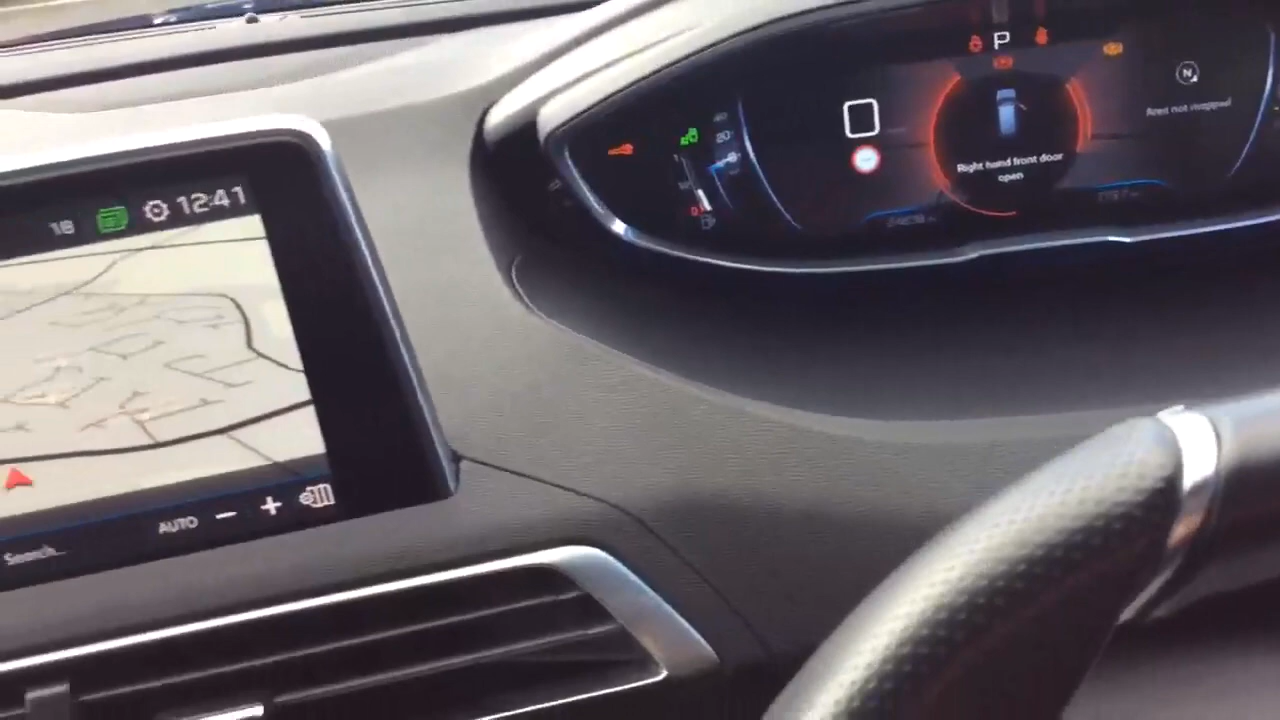 18
12:41
AUTO
Search...
P
N
Area not mapped
Right hand front door
open